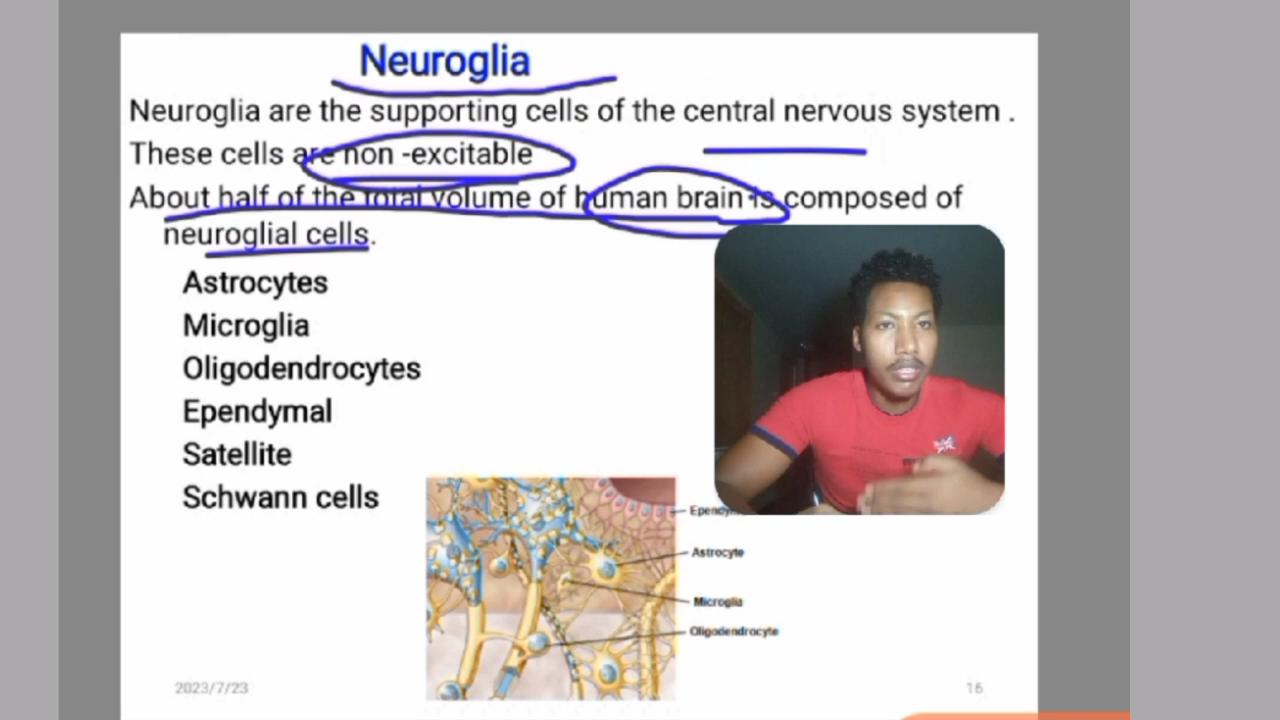 Neuroglia
Neuroglia are the supporting cells of the central nervous system .
These cells are non -excitable
About half of the total volume of human brain is composed of
neuroglial cells.
Astrocytes
Microglia
Oligodendrocytes
Ependymal
Satellite
Schwann cells
Astrocyte
Microglia
Oligodendrocyte
2023/7/23
16